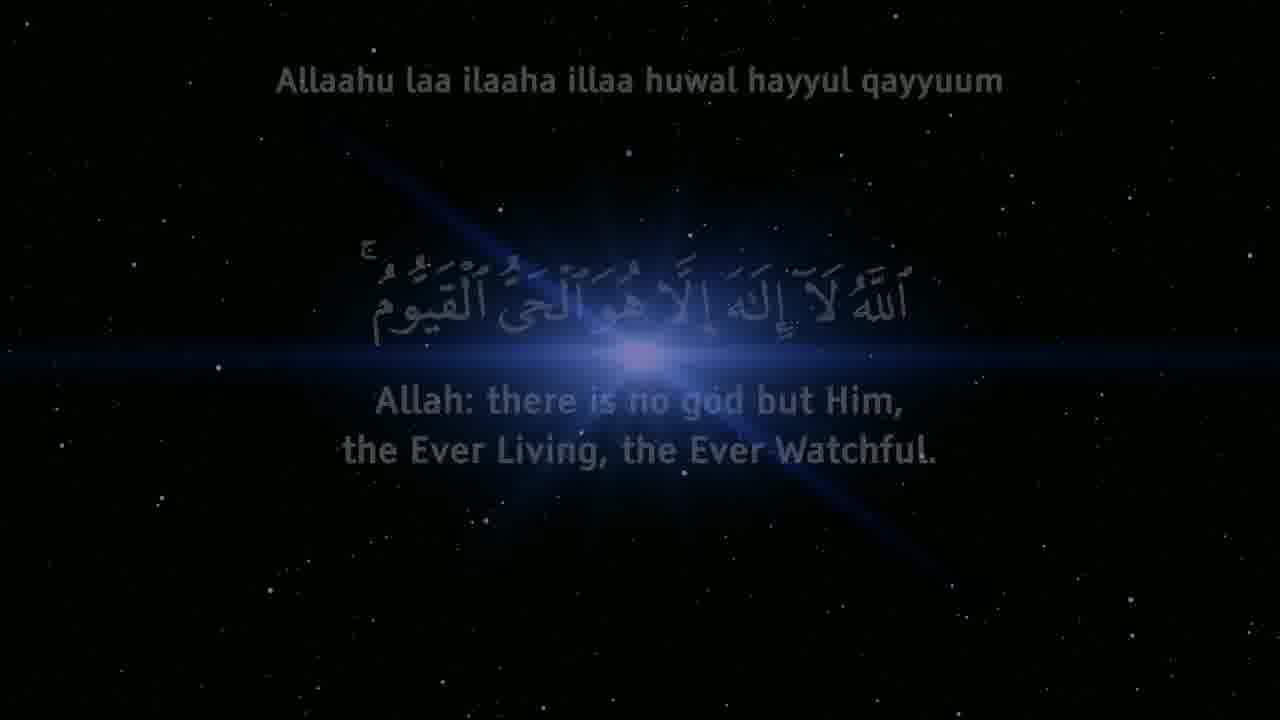 Allaahu laa ilaaha illaa huwal hayyul qayyuum
ٱللَّهُ لَآ إِلَٰهَ إِلَّا هُوَ ٱلْحَىُّ ٱلْقَيُّومُ ۚ
Allah: there is no god but Him,
the Ever Living, the Ever Watchful.